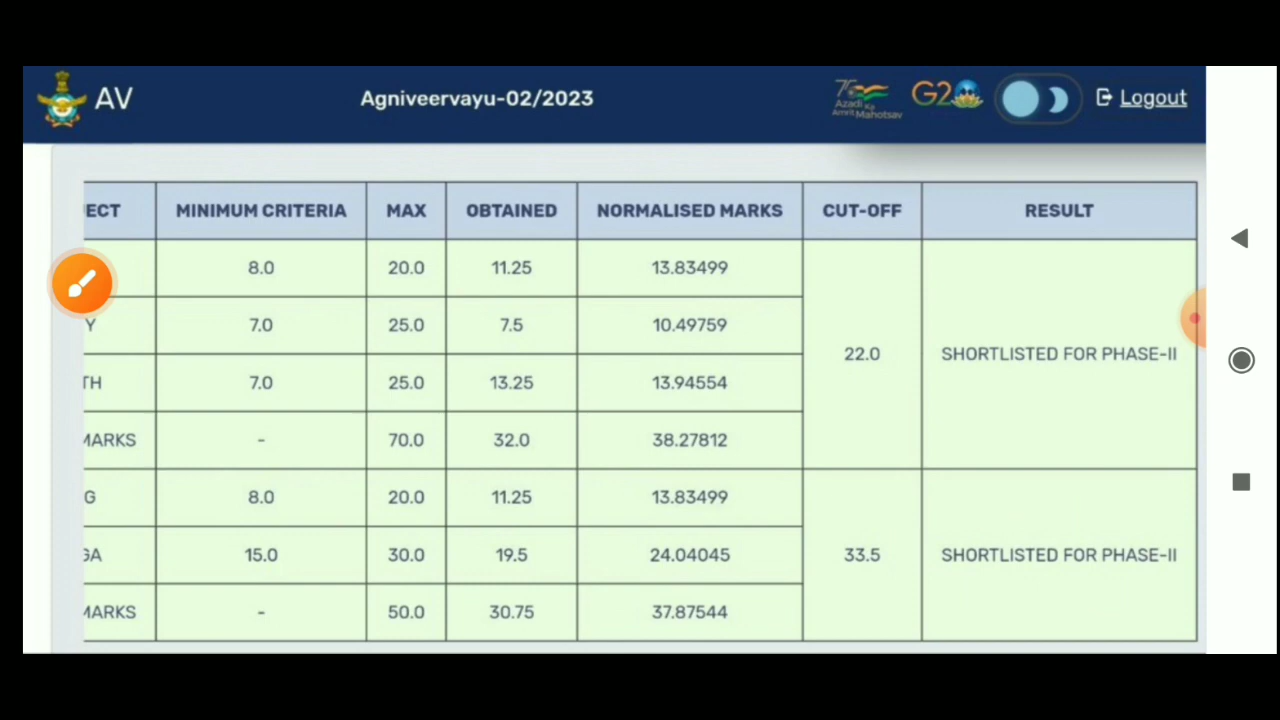 AV Agniveervayu-02/2023 75 Azadi Ka Amrit Mahotsav G20 Logout
ECT MINIMUM CRITERIA MAX OBTAINED NORMALISED MARKS CUT-OFF RESULT
8.0 20.0 11.25 13.83499
Y 7.0 25.0 7.5 10.49759
22.0 SHORTLISTED FOR PHASE-II
TH 7.0 25.0 13.25 13.94554
MARKS - 70.0 32.0 38.27812
G 8.0 20.0 11.25 13.83499
GA 15.0 30.0 19.5 24.04045 33.5 SHORTLISTED FOR PHASE-II
MARKS - 50.0 30.75 37.87544